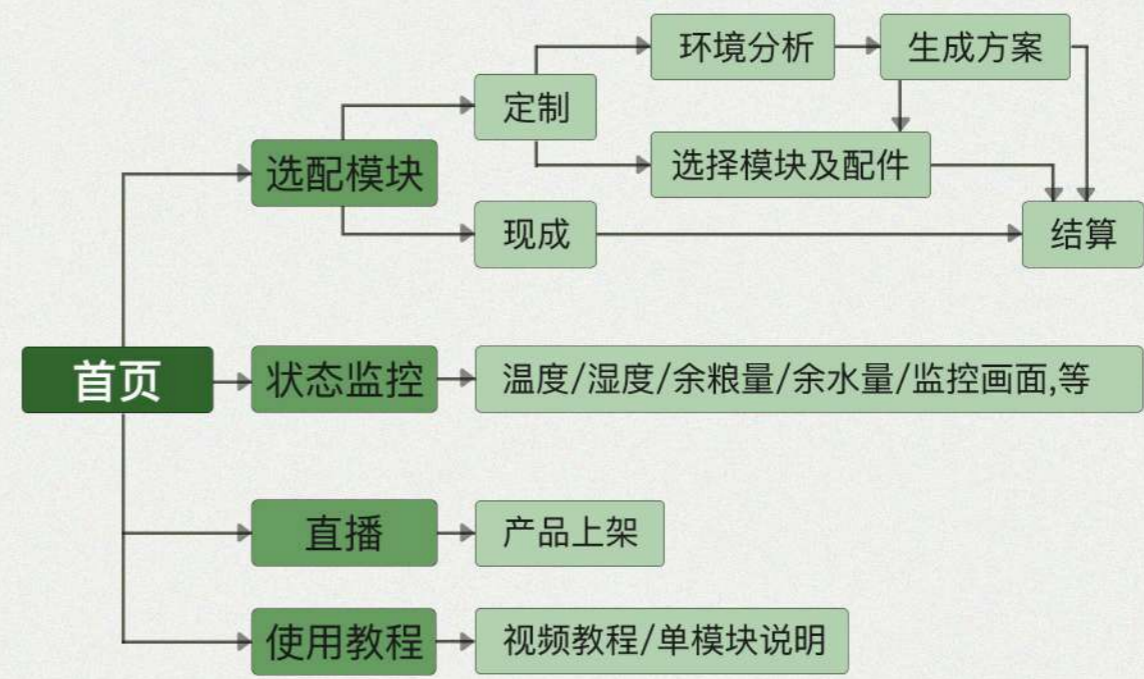 环境分析
生成方案
定制
选配模块
选择模块及配件
现成
结算
首页
状态监控
温度/湿度/余粮量/余水量/监控画面,等
直播
产品上架
使用教程
视频教程/单模块说明